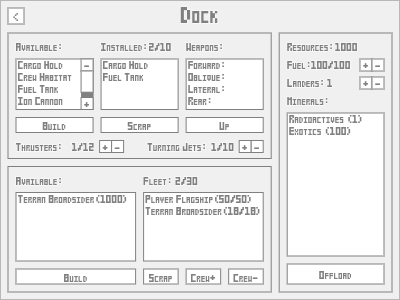 <
Dock
Available:
Cargo Hold
Crew Habitat
Fuel Tank
Ion Cannon
-
+
Build
Installed: 2/10
Cargo Hold
Fuel Tank
Scrap
Weapons:
Forward:
Oblique:
Lateral:
Rear:
Up
Thrusters: 1/12 + -
Turning Jets: 1/10 + -
Available:
Terran Broadsider (1000)
Build
Fleet: 2/30
Player Flagship (50/50)
Terran Broadsider (18/18)
Scrap
Crew+
Crew-
Resources: 1000
Fuel: 100/100 + -
Landers: 1 + -
Minerals:
Radioactives (1)
Exotics (100)
Offload